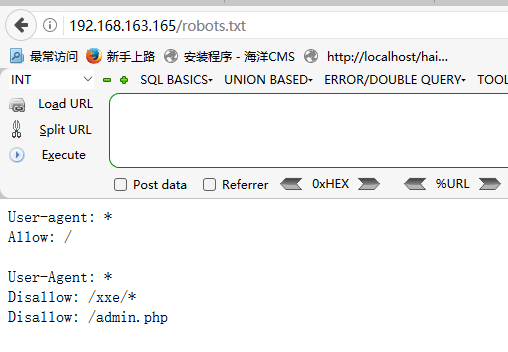 192.168.163.165/robots.txt
最常访问 新手上路 安装程序 - 海洋CMS http://localhost/hai...
INT SQL BASICS UNION BASED ERROR/DOUBLE QUERY TOOL
Load URL
Split URL
Execute
Post data Referrer 0xHEX %URL
User-agent: *
Allow: /
User-Agent: *
Disallow: /xxe/*
Disallow: /admin.php